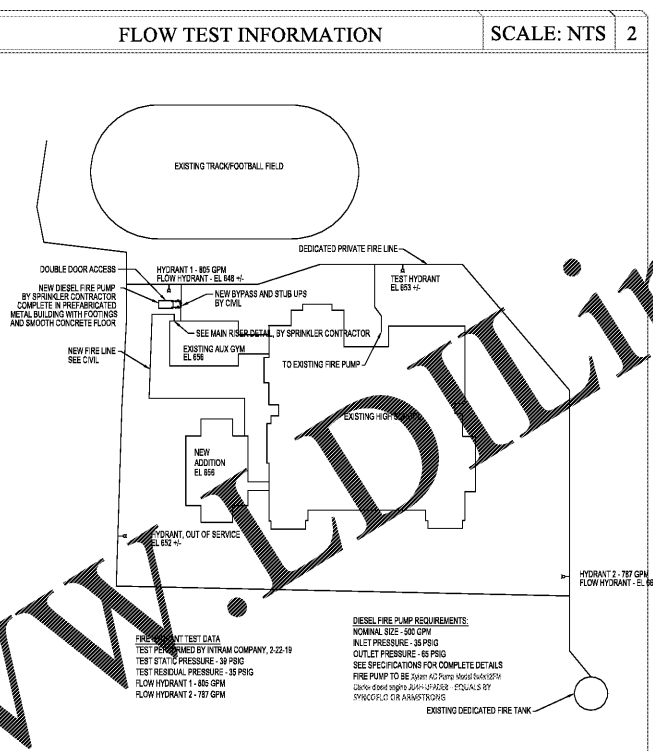 FLOW TEST INFORMATION
SCALE: NTS
2
EXISTING TRACK/FOOTBALL FIELD
DEDICATED PRIVATE FIRE LINE
DOUBLE DOOR ACCESS
HYDRANT 1 - 805 GPM
FLOW HYDRANT - EL 648 +/-
TEST HYDRANT
EL 653 +/-
NEW DIESEL FIRE PUMP
BY SPRINKLER CONTRACTOR
COMPLETE IN PREFABRICATED
METAL BUILDING WITH FOOTINGS
AND SMOOTH CONCRETE FLOOR
NEW BYPASS AND STUB UPS
BY CIVIL
SEE MAIN RISER DETAIL, BY SPRINKLER CONTRACTOR
NEW FIRE LINE
SEE CIVIL
EXISTING AUX GYM
EL 656
TO EXISTING FIRE PUMP
EXISTING HIGH
NEW
ADDITION
EL 656
HYDRANT, OUT OF SERVICE
EL 652 +/-
HYDRANT 2 - 787 GPM
FLOW HYDRANT - EL
FIRE HYDRANT TEST DATA
TEST PERFORMED BY INTRAM COMPANY, 2-22-19
TEST STATIC PRESSURE - 39 PSIG
TEST RESIDUAL PRESSURE - 35 PSIG
FLOW HYDRANT 1 - 805 GPM
FLOW HYDRANT 2 - 787 GPM
DIESEL FIRE PUMP REQUIREMENTS:
NOMINAL SIZE - 500 GPM
INLET PRESSURE - 35 PSIG
OUTLET PRESSURE - 65 PSIG
SEE SPECIFICATIONS FOR COMPLETE DETAILS
FIRE PUMP TO BE Xylem AC Pump Model
Clarke diesel engine - EQUALS BY
SYNCOFLO OR ARMSTRONG
EXISTING DEDICATED FIRE TANK